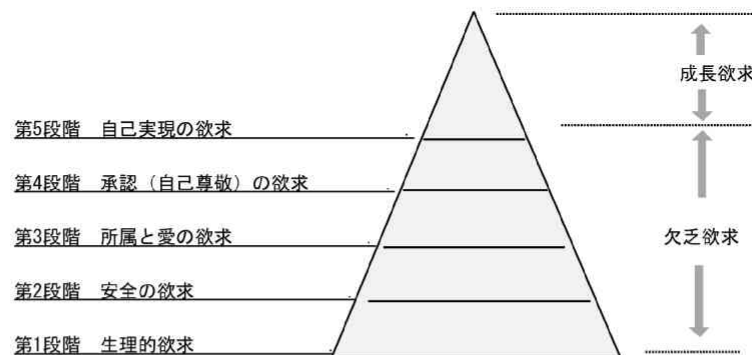 成長欲求
第5段階 自己実現の欲求
第4段階 承認（自己尊敬）の欲求
第3段階 所属と愛の欲求
欠乏欲求
第2段階 安全の欲求
第1段階 生理的欲求